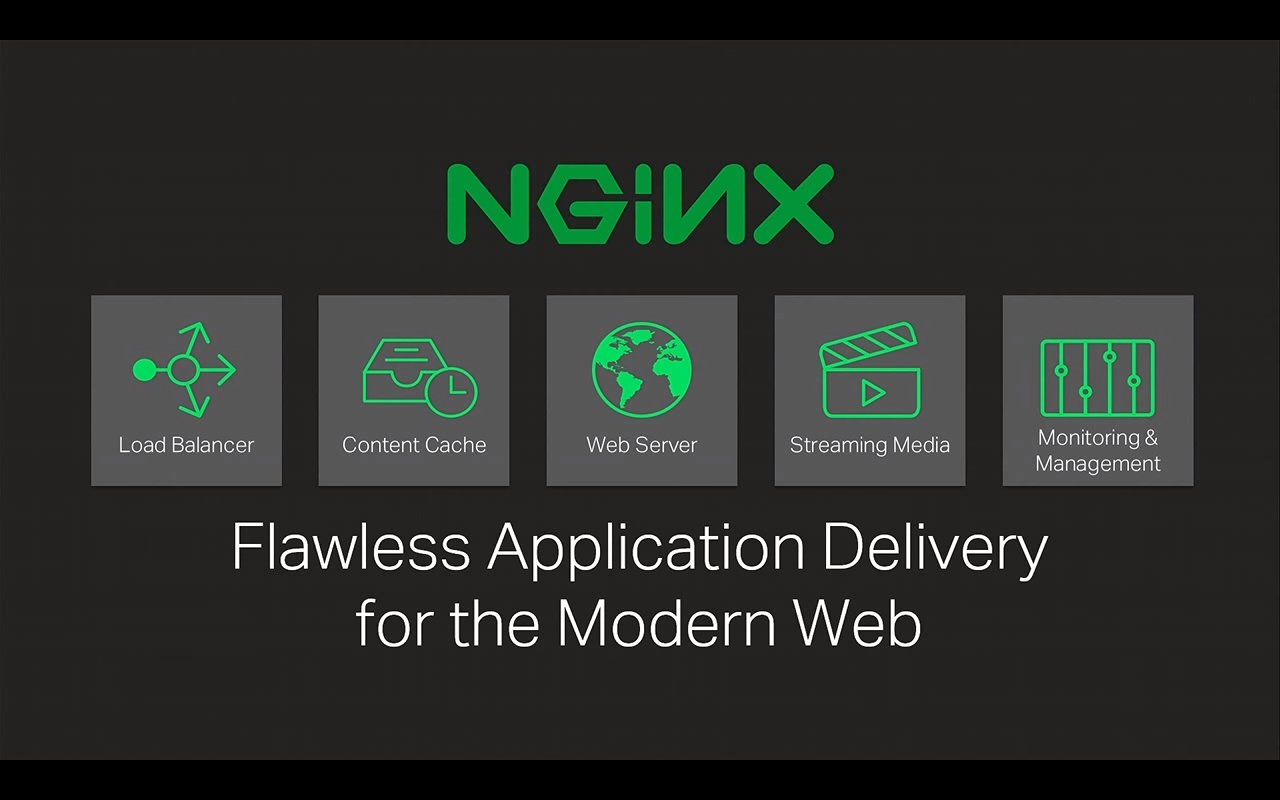 NGINX
Load Balancer
Content Cache
Web Server
Streaming Media
Monitoring &
Management
Flawless Application Delivery
for the Modern Web